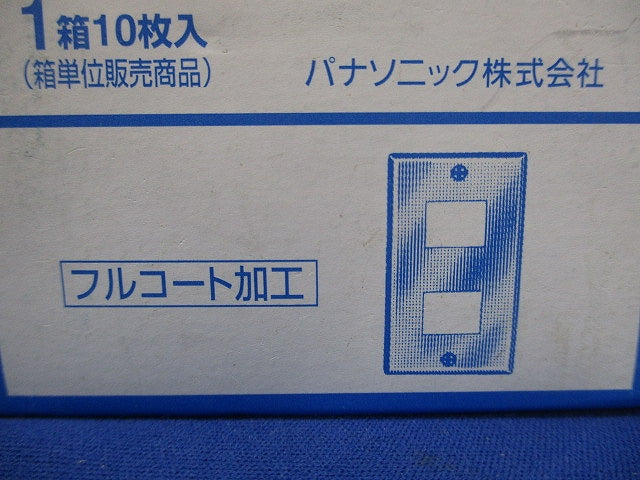 1箱10枚入
(箱単位販売商品)
パナソニック株式会社
フルコート加工